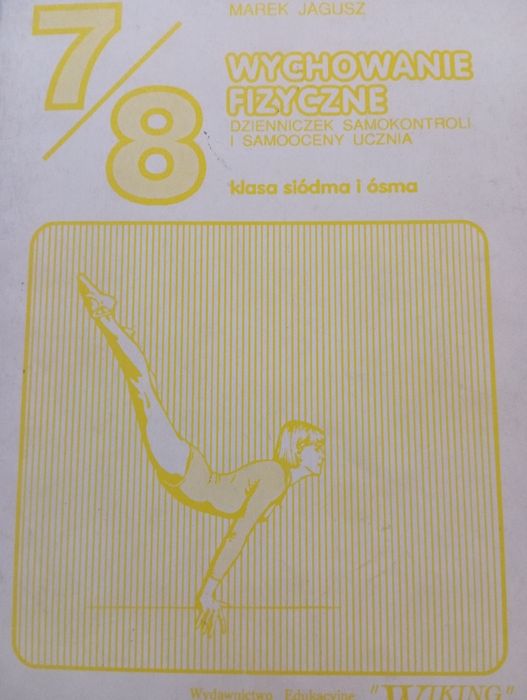 MAREK JAGUSZ
7/8
WYCHOWANIE
FIZYCZNE
DZIENNICZEK SAMOKONTROLI
I SAMOOCENY UCZNIA
klasa siódma i ósma
Wydawnictwo Edukacyjne "WIKING"